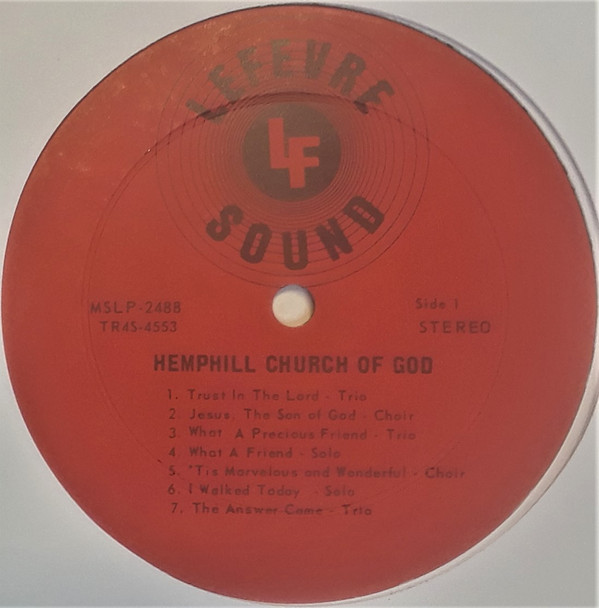 LEFEVRE
LF
SOUND
MSLP-2488
Side 1
TR4S-4553
STEREO
HEMPHILL CHURCH OF GOD
1. Trust In The Lord - Trio
2. Jesus, The Son of God - Choir
3. What A Precious Friend - Trio
4. What A Friend - Solo
5. 'Tis Marvelous and Wonderful - Choir
6. I Walked Today - Solo
7. The Answer Came - Trio